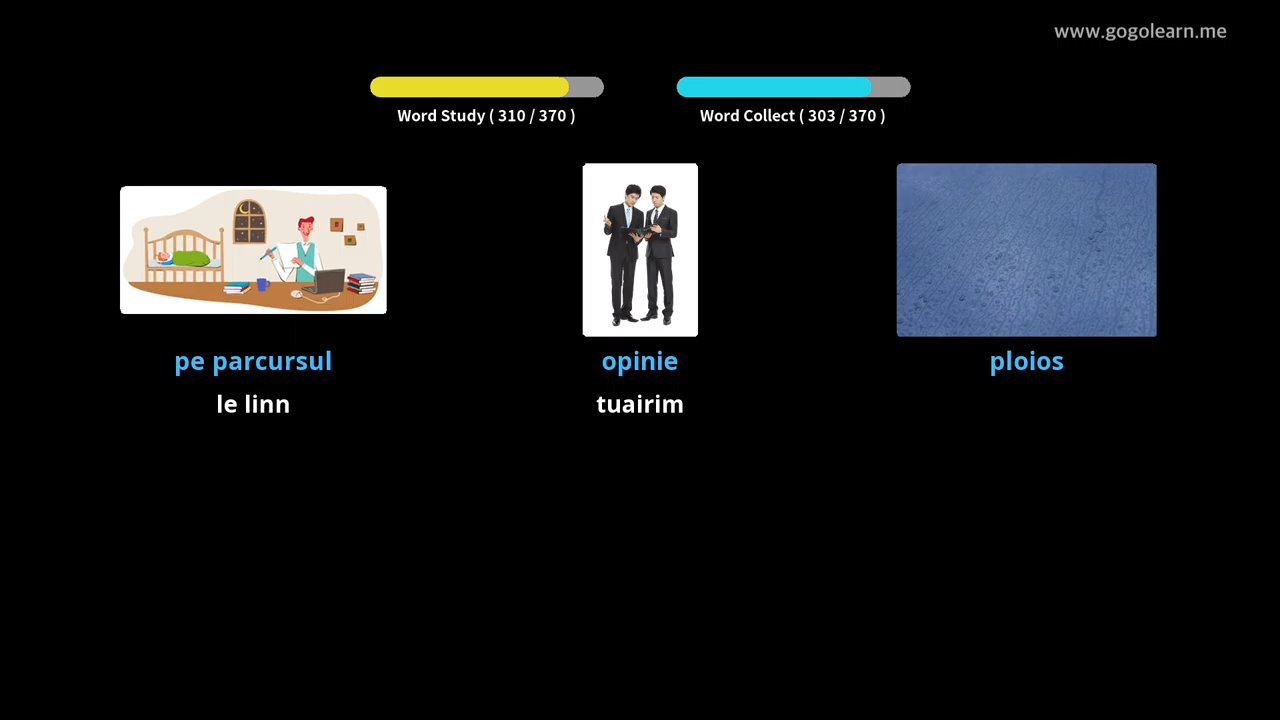 www.gogolearn.me
Word Study ( 310 / 370 )
Word Collect ( 303 / 370 )
pe parcursul
opinie
ploios
le linn
tuairim